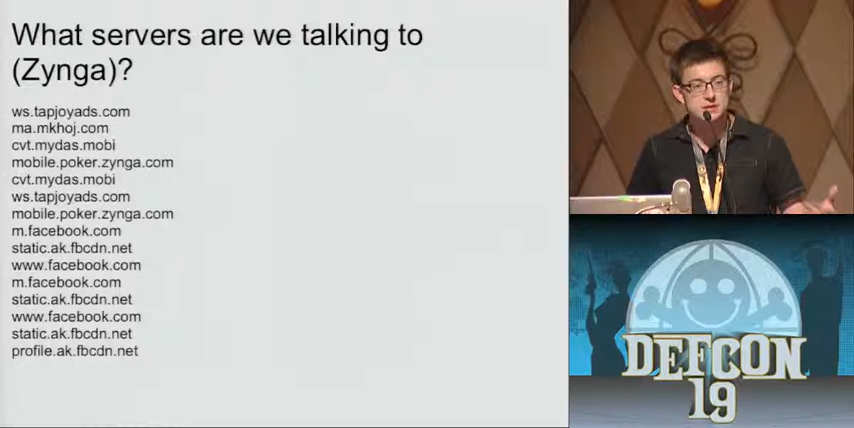 What servers are we talking to
(Zynga)?
ws.tapjoyads.com
ma.mkhoj.com
cvt.mydas.mobi
mobile.poker.zynga.com
cvt.mydas.mobi
ws.tapjoyads.com
mobile.poker.zynga.com
m.facebook.com
static.ak.fbcdn.net
www.facebook.com
m.facebook.com
static.ak.fbcdn.net
www.facebook.com
static.ak.fbcdn.net
profile.ak.fbcdn.net
DEFCON
19